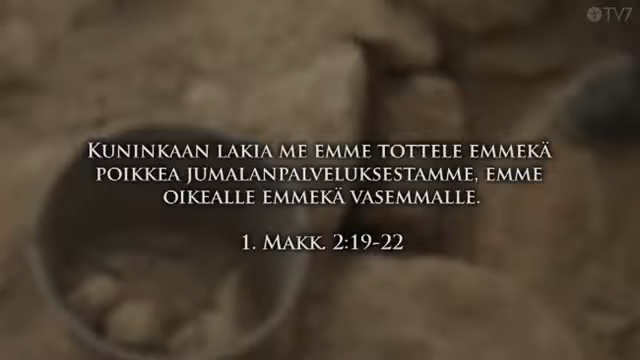 TV7
Kuninkaan lakia me emme tottele emmekä
poikkea jumalanpalveluksestamme, emme
oikealle emmekä vasemmalle.
1. Makk. 2:19-22